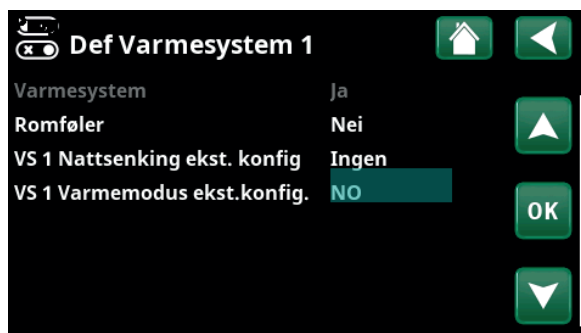 Def Varmesystem 1
Varmesystem Ja
Romføler Nei
VS 1 Nattsenking ekst. konfig Ingen
VS 1 Varmemodus ekst.konfig. NO
OK